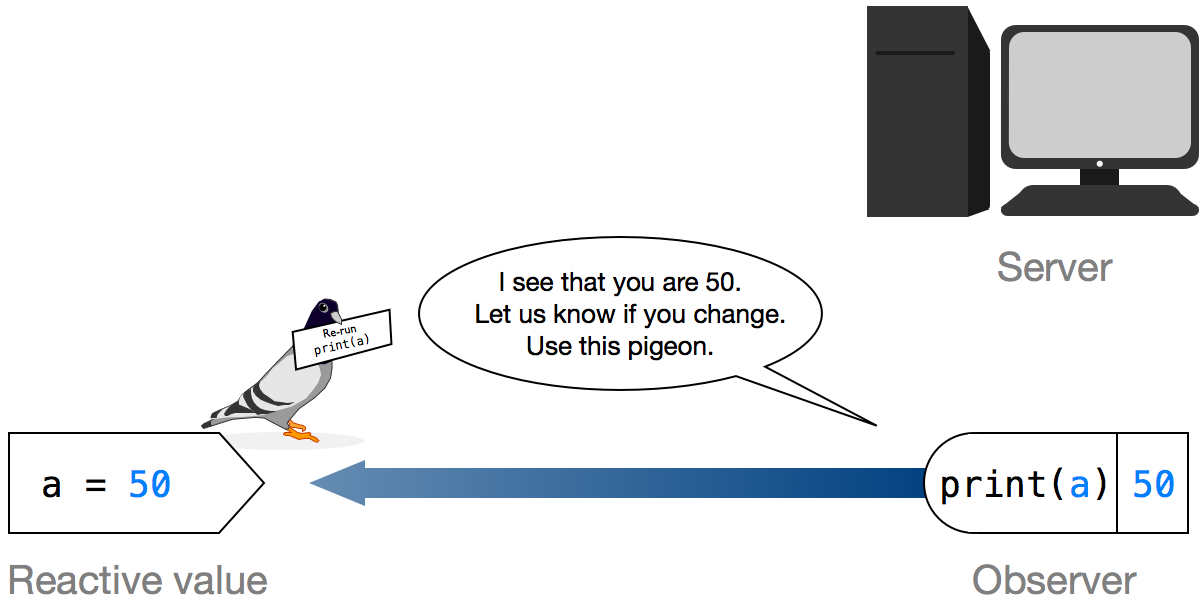 Server
I see that you are 50.
Let us know if you change.
Use this pigeon.
Re-run
print(a)
a = 50
print(a) 50
Reactive value
Observer